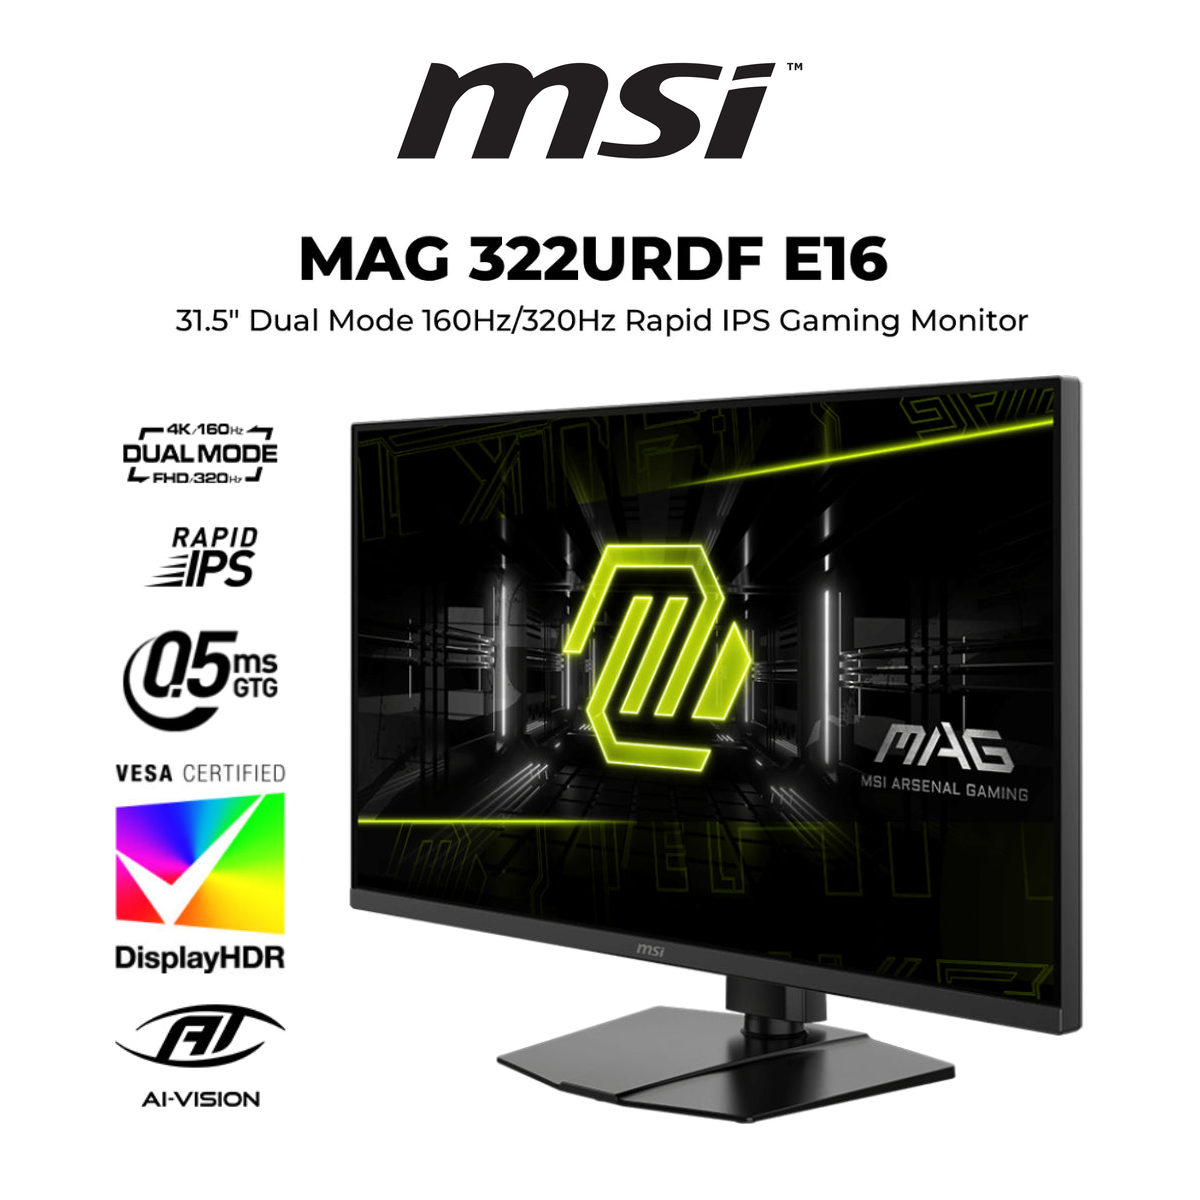 msi™
MAG 322URDF E16
31.5" Dual Mode 160Hz/320Hz Rapid IPS Gaming Monitor
4K/160Hz
DUAL MODE
FHD/320Hz
RAPID
IPS
0.5ms
GTG
VESA CERTIFIED
DisplayHDR
AI
AI-VISION
MAG
MSI ARSENAL GAMING
msi